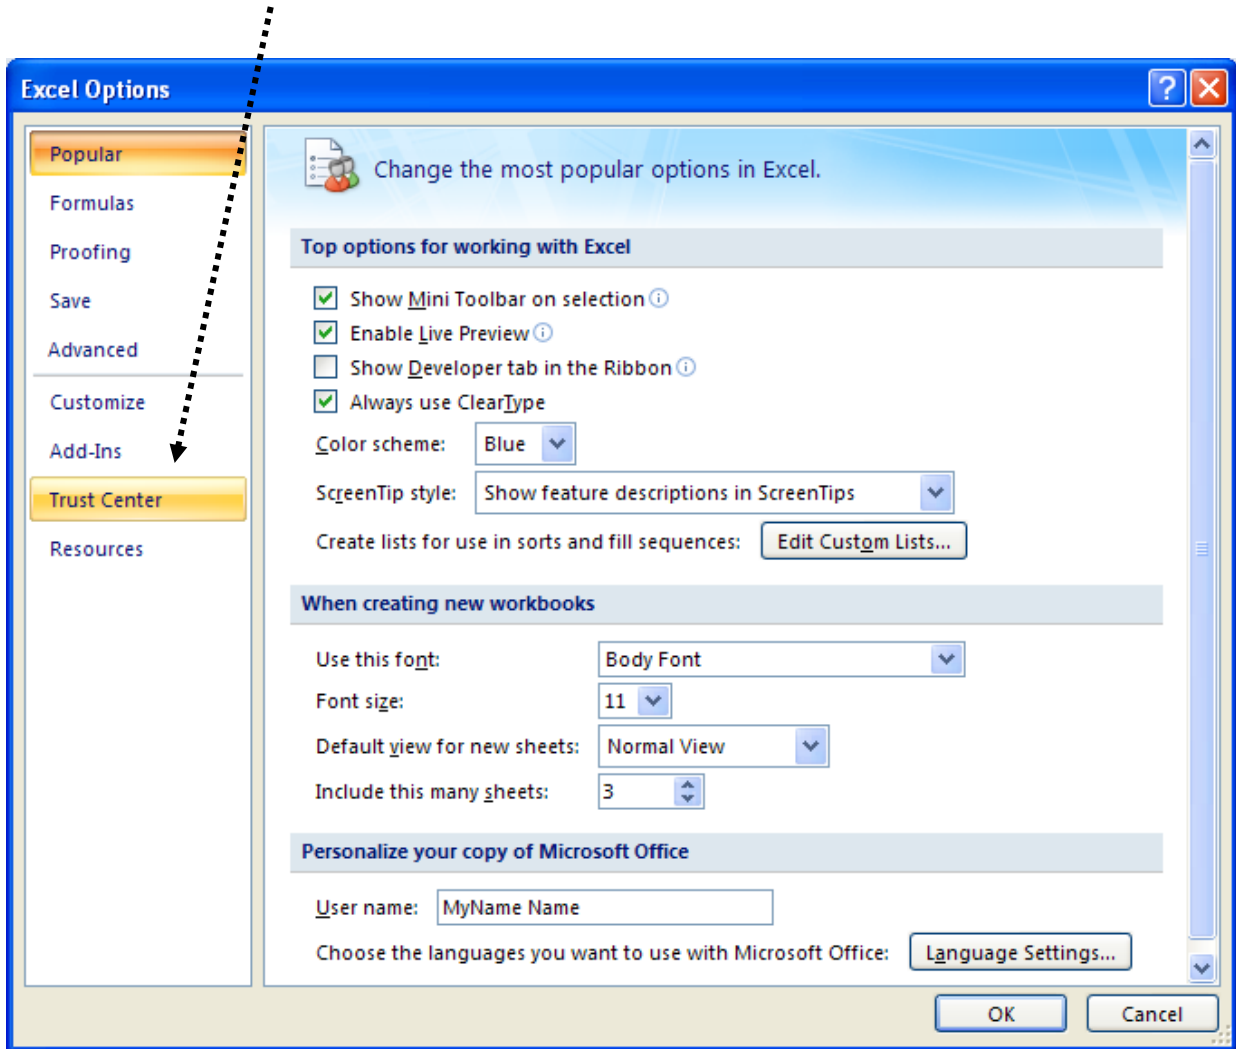 Excel Options
Popular
Formulas
Proofing
Save
Advanced
Customize
Add-Ins
Trust Center
Resources
Change the most popular options in Excel.
Top options for working with Excel
Show Mini Toolbar on selection
Enable Live Preview
Show Developer tab in the Ribbon
Always use ClearType
Color scheme: Blue
ScreenTip style: Show feature descriptions in ScreenTips
Create lists for use in sorts and fill sequences: Edit Custom Lists...
When creating new workbooks
Use this font: Body Font
Font size: 11
Default view for new sheets: Normal View
Include this many sheets: 3
Personalize your copy of Microsoft Office
User name: MyName Name
Choose the languages you want to use with Microsoft Office: Language Settings...
OK Cancel